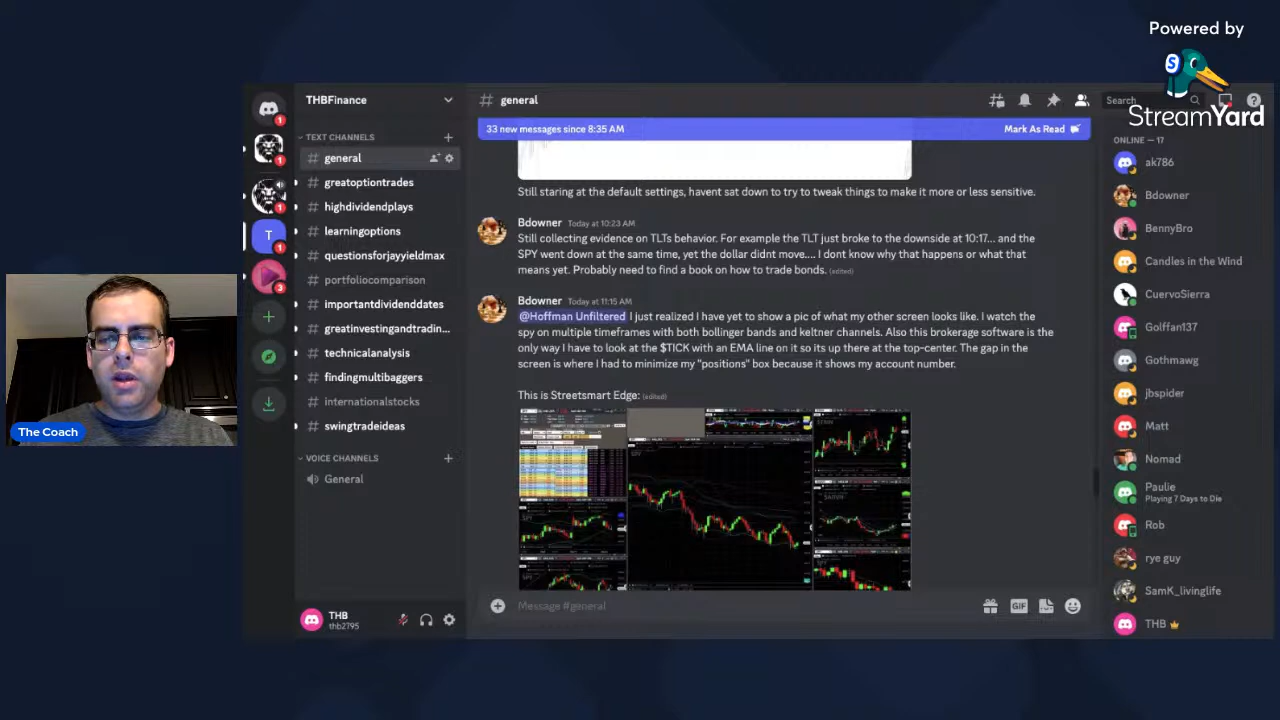 Powered by
StreamYard
THBFinance
general
Search
33 new messages since 8:35 AM
Mark As Read
TEXT CHANNELS
general
greatoptiontrades
highdividendplays
learningoptions
questionsforjayyieldmax
portfoliocomparison
importantdividenddates
greatinvestingandtradin...
technicalanalysis
findingmultibaggers
internationalstocks
swingtradeideas
VOICE CHANNELS
General
THB
thb2795
1
1
1
T
1
3
Still staring at the default settings, havent sat down to try to tweak things to make it more or less sensitive.
Bdowner Today at 10:23 AM
Still collecting evidence on TLTs behavior. For example the TLT just broke to the downside at 10:17... and the
SPY went down at the same time, yet the dollar didnt move.... I dont know why that happens or what that
means yet. Probably need to find a book on how to trade bonds. (edited)
Bdowner Today at 11:15 AM
@Hoffman Unfiltered I just realized I have yet to show a pic of what my other screen looks like. I watch the
spy on multiple timeframes with both bollinger bands and keltner channels. Also this brokerage software is the
only way I have to look at the $TICK with an EMA line on it so its up there at the top-center. The gap in the
screen is where I had to minimize my "positions" box because it shows my account number.
This is Streetsmart Edge: (edited)
Message #general
GIF
ONLINE — 17
ak786
Bdowner
BennyBro
Candles in the Wind
CuervoSierra
Golffan137
Gothmawg
jbspider
Matt
Nomad
Paulie
Playing 7 Days to Die
Rob
rye guy
SamK_livinglife
THB
The Coach